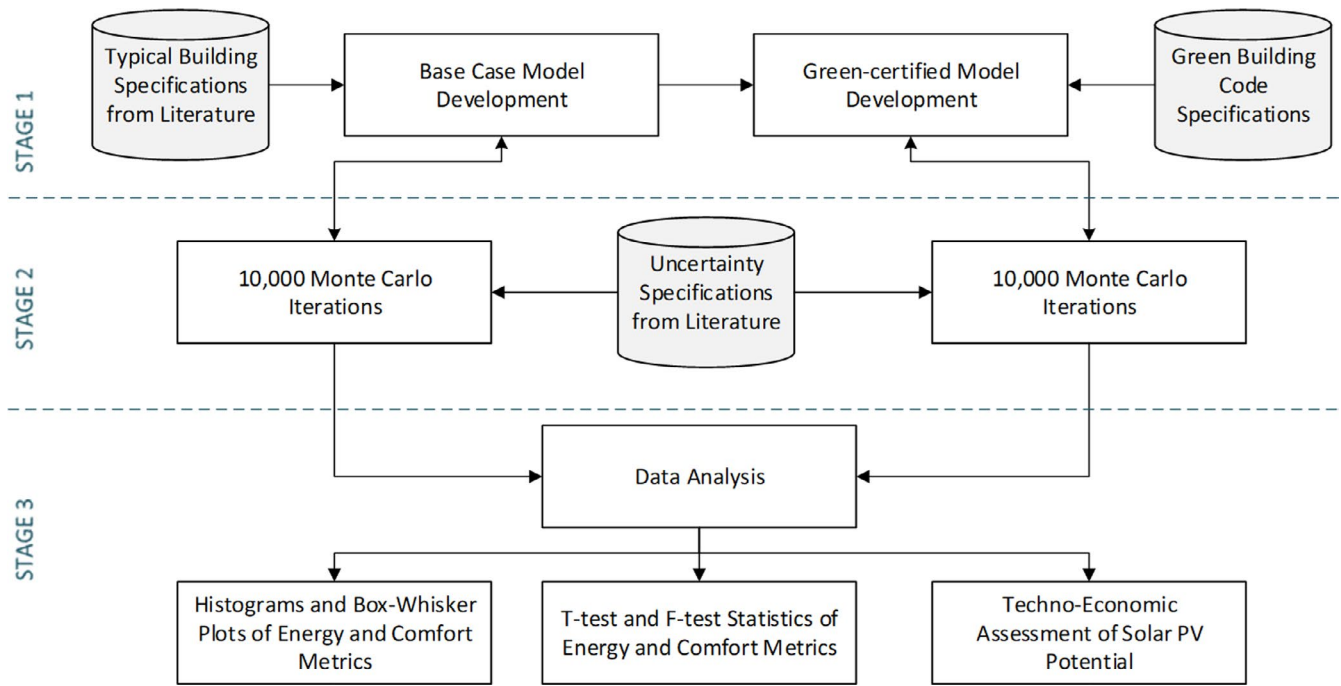 STAGE 1
Typical Building
Specifications
from Literature
Base Case Model
Development
Green-certified Model
Development
Green Building
Code
Specifications
STAGE 2
10,000 Monte Carlo
Iterations
Uncertainty
Specifications
from Literature
10,000 Monte Carlo
Iterations
STAGE 3
Data Analysis
Histograms and Box-Whisker
Plots of Energy and Comfort
Metrics
T-test and F-test Statistics of
Energy and Comfort Metrics
Techno-Economic
Assessment of Solar PV
Potential